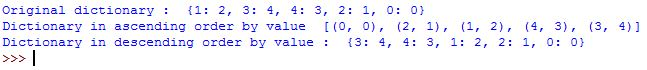 Original dictionary :  {1: 2, 3: 4, 4: 3, 2: 1, 0: 0}
Dictionary in ascending order by value  [(0, 0), (2, 1), (1, 2), (4, 3), (3, 4)]
Dictionary in descending order by value :  {3: 4, 4: 3, 1: 2, 2: 1, 0: 0}
>>>